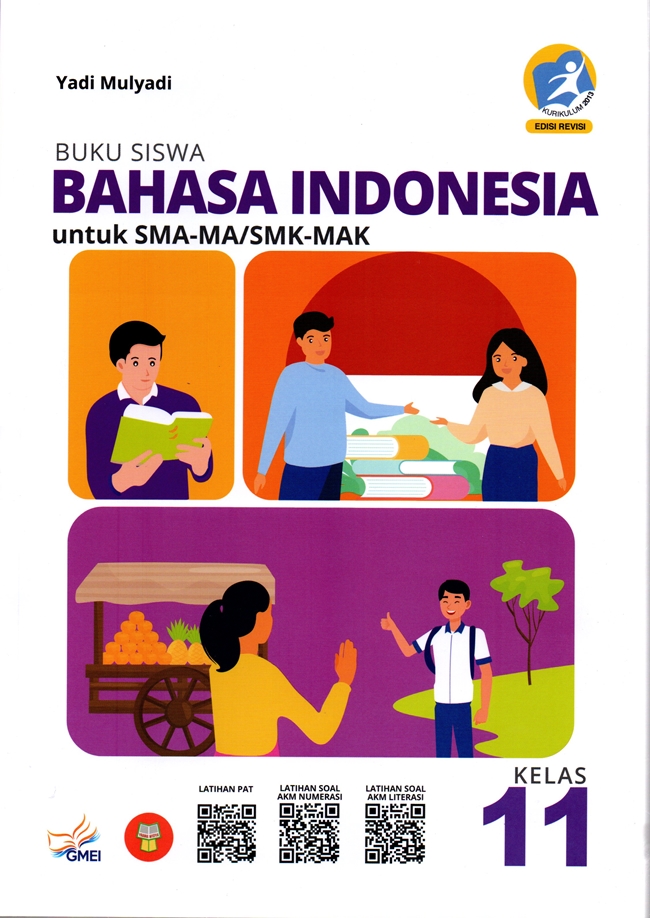 Yadi Mulyadi
KURIKULUM 2013
EDISI REVISI
BUKU SISWA
BAHASA INDONESIA
untuk SMA-MA/SMK-MAK
KELAS
11
LATIHAN PAT
LATIHAN SOAL
AKM NUMERASI
LATIHAN SOAL
AKM LITERASI
GMEI